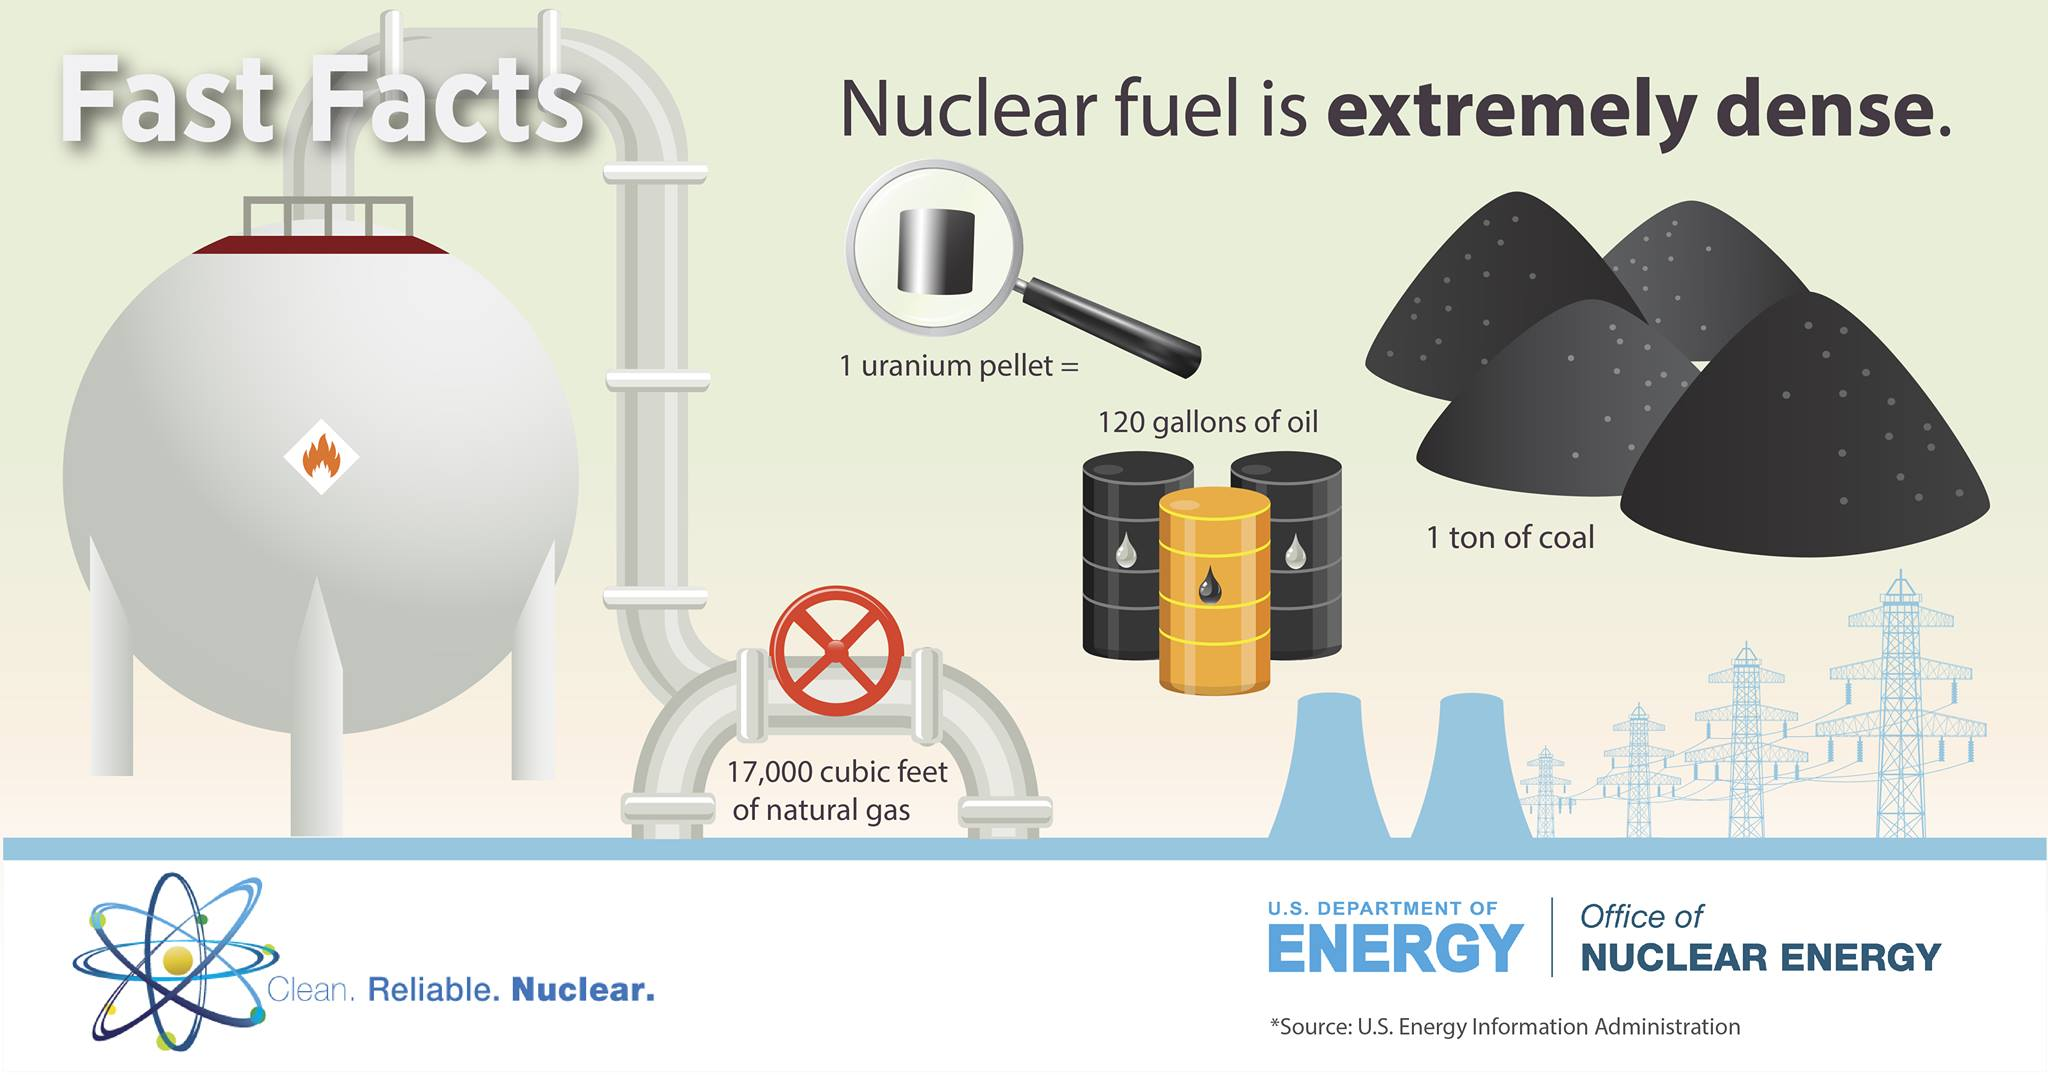 Fast Facts
Nuclear fuel is extremely dense.
1 uranium pellet =
120 gallons of oil
1 ton of coal
17,000 cubic feet
of natural gas
Clean. Reliable. Nuclear.
U.S. DEPARTMENT OF
ENERGY
Office of
NUCLEAR ENERGY
*Source: U.S. Energy Information Administration